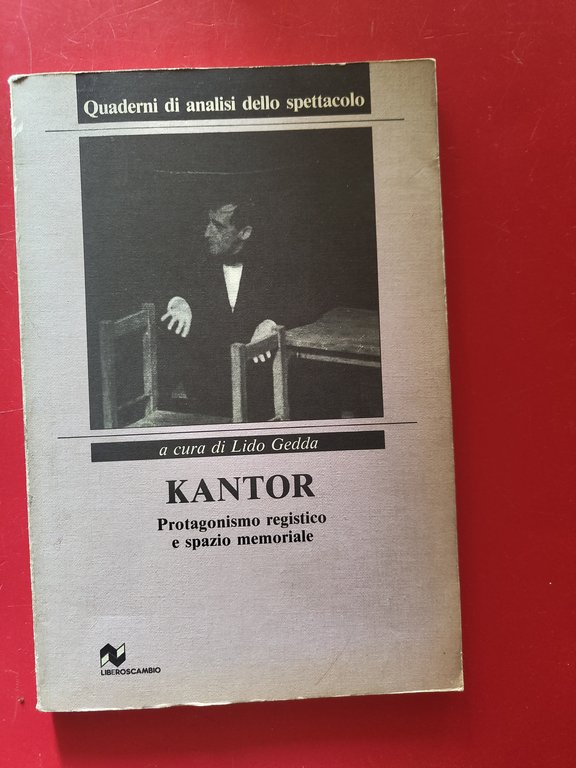 Quaderni di analisi dello spettacolo
a cura di Lido Gedda
KANTOR
Protagonismo registico
e spazio memoriale
LIBEROSCAMBIO